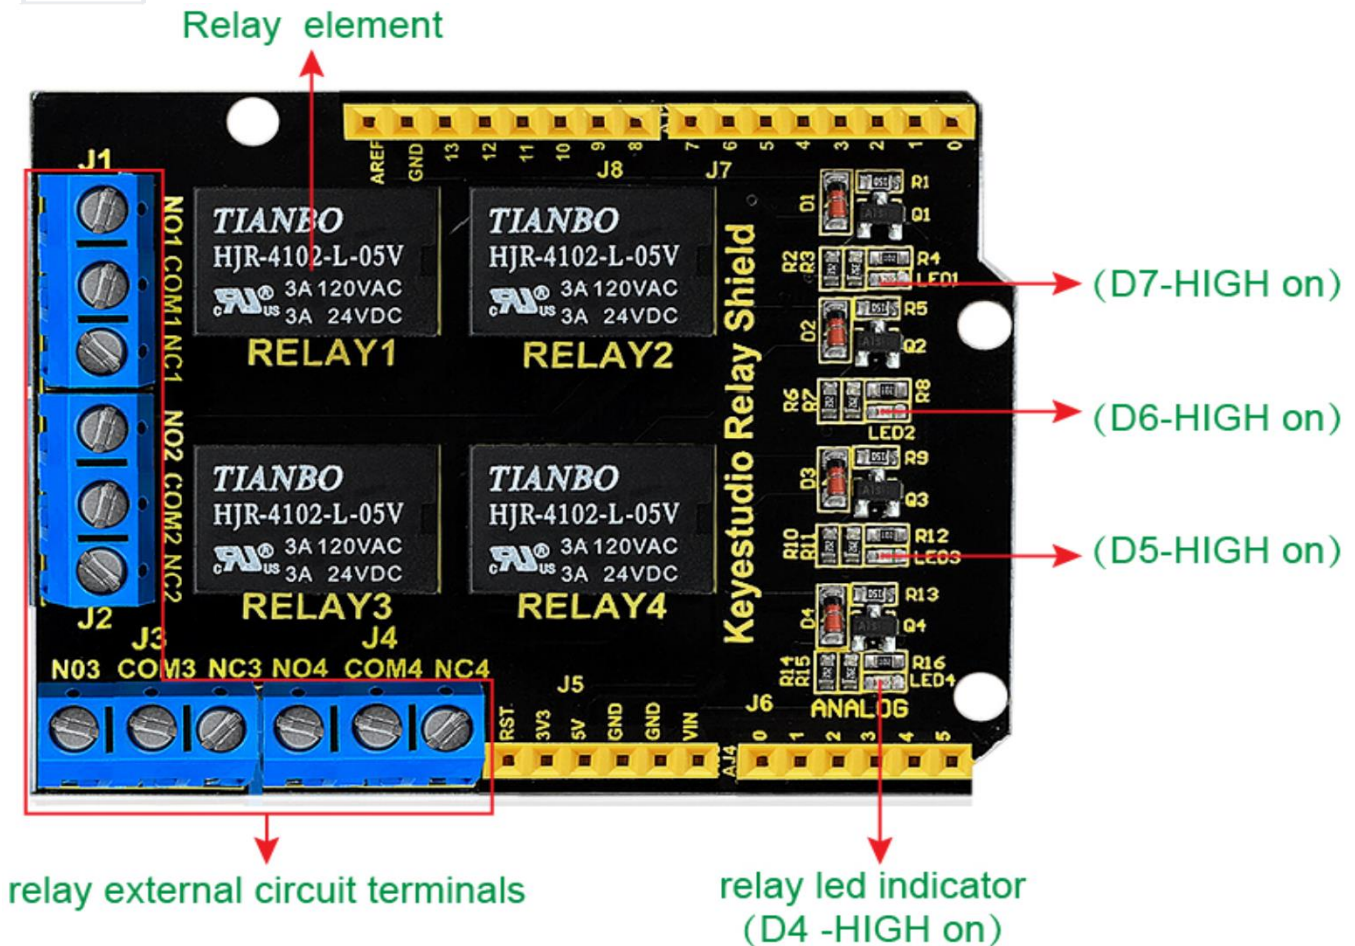 Relay element
AREF GND 13 12 11 10 9 8 7 6 5 4 3 2 1 0
J8 J7
J1
NO1 COM1 NC1
TIANBO
HJR-4102-L-05V
3A 120VAC
3A 24VDC
c US ®
RELAY1
TIANBO
HJR-4102-L-05V
3A 120VAC
3A 24VDC
c US ®
RELAY2
NO2 COM2 NC2
J2
TIANBO
HJR-4102-L-05V
3A 120VAC
3A 24VDC
c US ®
RELAY3
TIANBO
HJR-4102-L-05V
3A 120VAC
3A 24VDC
c US ®
RELAY4
Keyestudio Relay Shield
D1 R1
Q1
R2 R3 R4
LED1
(D7-HIGH on)
D2 R5
Q2
R6 R7 R8
LED2
(D6-HIGH on)
D3 R9
Q3
R10 R11 R12
LED3
(D5-HIGH on)
D4 R13
Q4
R14 R15 R16
LED4
J3 J4
N03 COM3 NC3 NO4 COM4 NC4
J5
RST 3V3 5V GND GND VIN
J6 ANALOG
0 1 2 3 4 5
relay external circuit terminals
relay led indicator
(D4 -HIGH on)